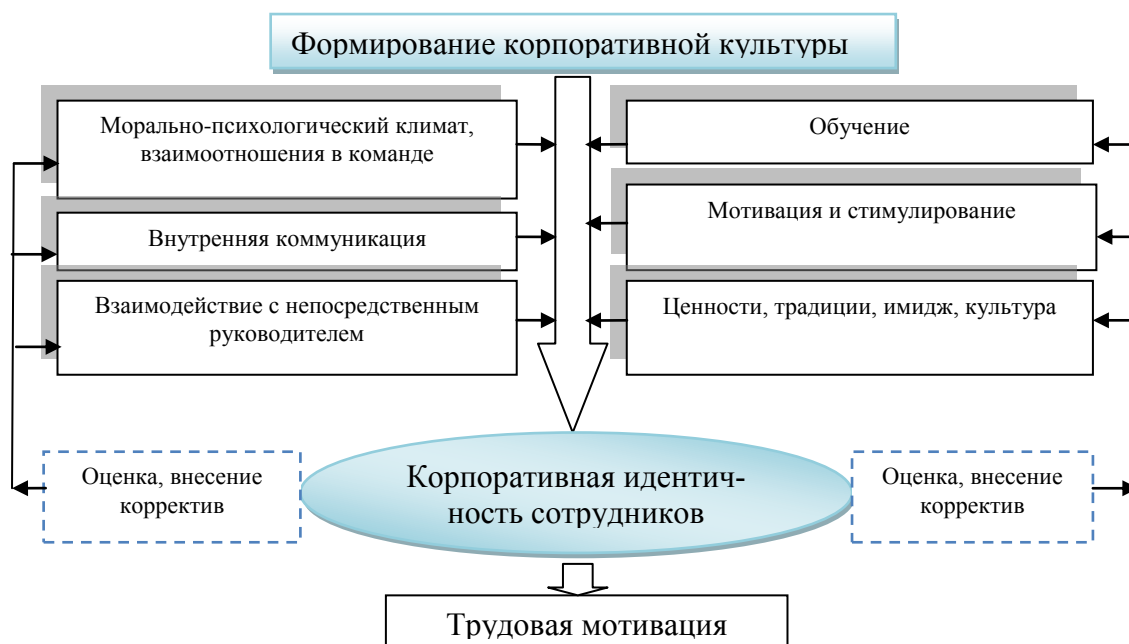 Формирование корпоративной культуры
Морально-психологический климат,
взаимоотношения в команде
Обучение
Внутренняя коммуникация
Мотивация и стимулирование
Взаимодействие с непосредственным
руководителем
Ценности, традиции, имидж, культура
Оценка, внесение
корректив
Корпоративная идентич-
ность сотрудников
Оценка, внесение
корректив
Трудовая мотивация